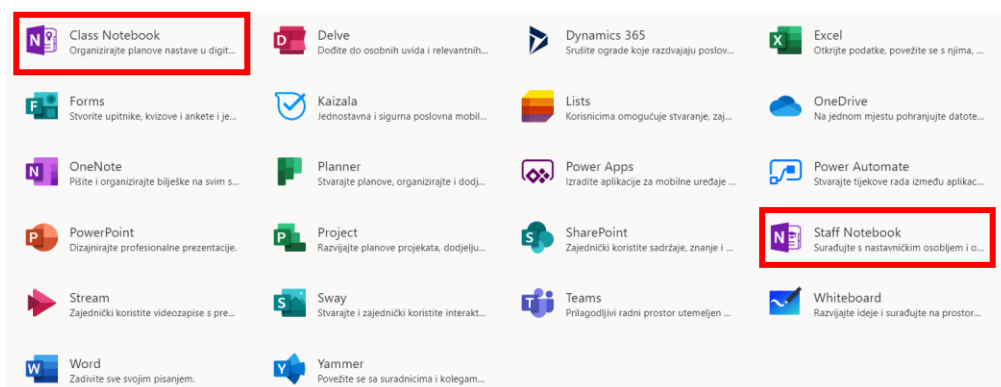 Class Notebook
Organizirajte planove nastave u digit...
Delve
Dođite do osobnih uvida i relevantnih...
Dynamics 365
Srušite ograde koje razdvajaju poslov...
Excel
Otkrijte podatke, povežite se s njima, ...
Forms
Stvorite upitnike, kvizove i ankete i je...
Kaizala
Jednostavna i sigurna poslovna mobil...
Lists
Korisnicima omogućuje stvaranje, zaj...
OneDrive
Na jednom mjestu pohranjujte datote...
OneNote
Pišite i organizirajte bilješke na svim s...
Planner
Stvarajte planove, organizirajte i dodj...
Power Apps
Izradite aplikacije za mobilne uređaje ...
Power Automate
Stvarajte tijekove rada između aplikac...
PowerPoint
Dizajnirajte profesionalne prezentacije.
Project
Razvijajte planove projekata, dodjelju...
SharePoint
Zajednički koristite sadržaje, znanje i ...
Staff Notebook
Surađujte s nastavničkim osobljem i o...
Stream
Zajednički koristite videozapise s pre...
Sway
Stvarajte i zajednički koristite interakt...
Teams
Prilagodljivi radni prostor utemeljen ...
Whiteboard
Razvijajte ideje i surađujte na prostor...
Word
Zadivite sve svojim pisanjem.
Yammer
Povežite se sa suradnicima i kolegam...